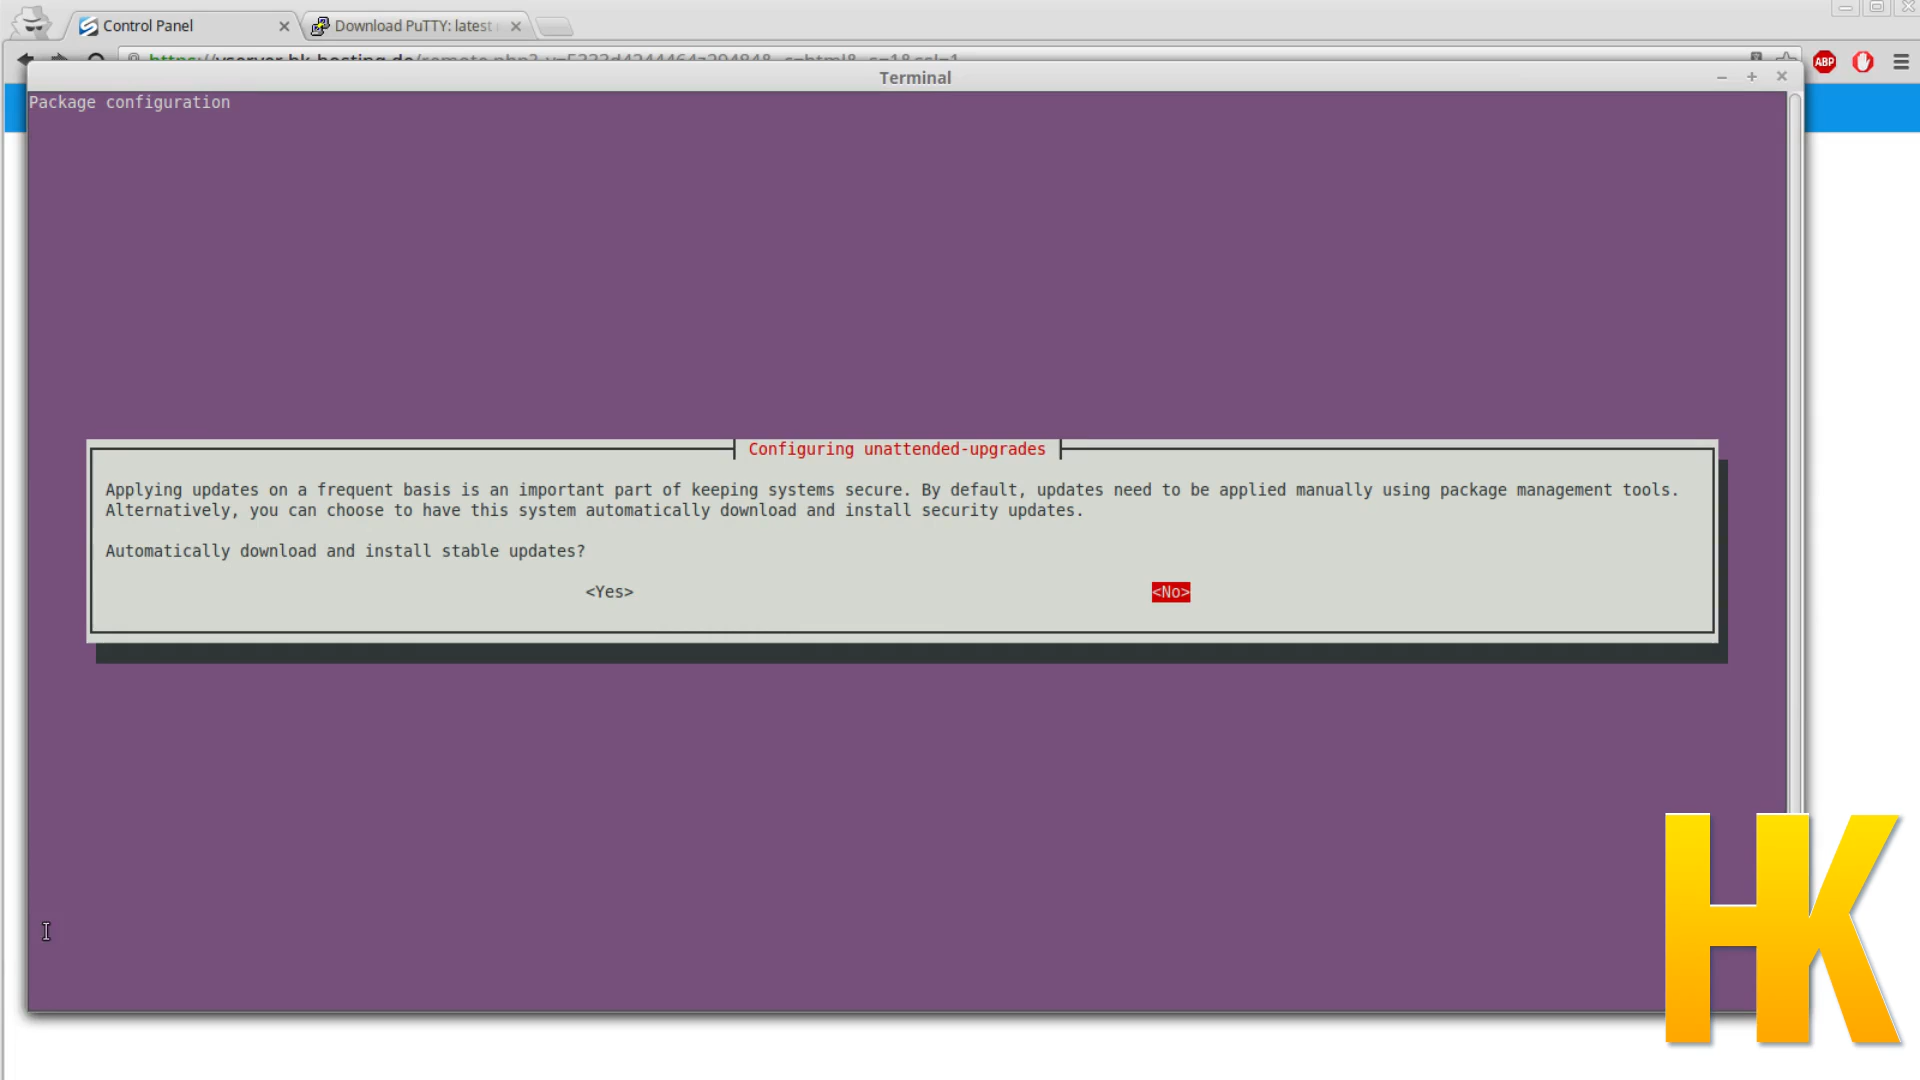 Control Panel
Download PuTTY: latest
ABP
Terminal
Package configuration
Configuring unattended-upgrades
Applying updates on a frequent basis is an important part of keeping systems secure. By default, updates need to be applied manually using package management tools.
Alternatively, you can choose to have this system automatically download and install security updates.
Automatically download and install stable updates?
<Yes> <No>
HK